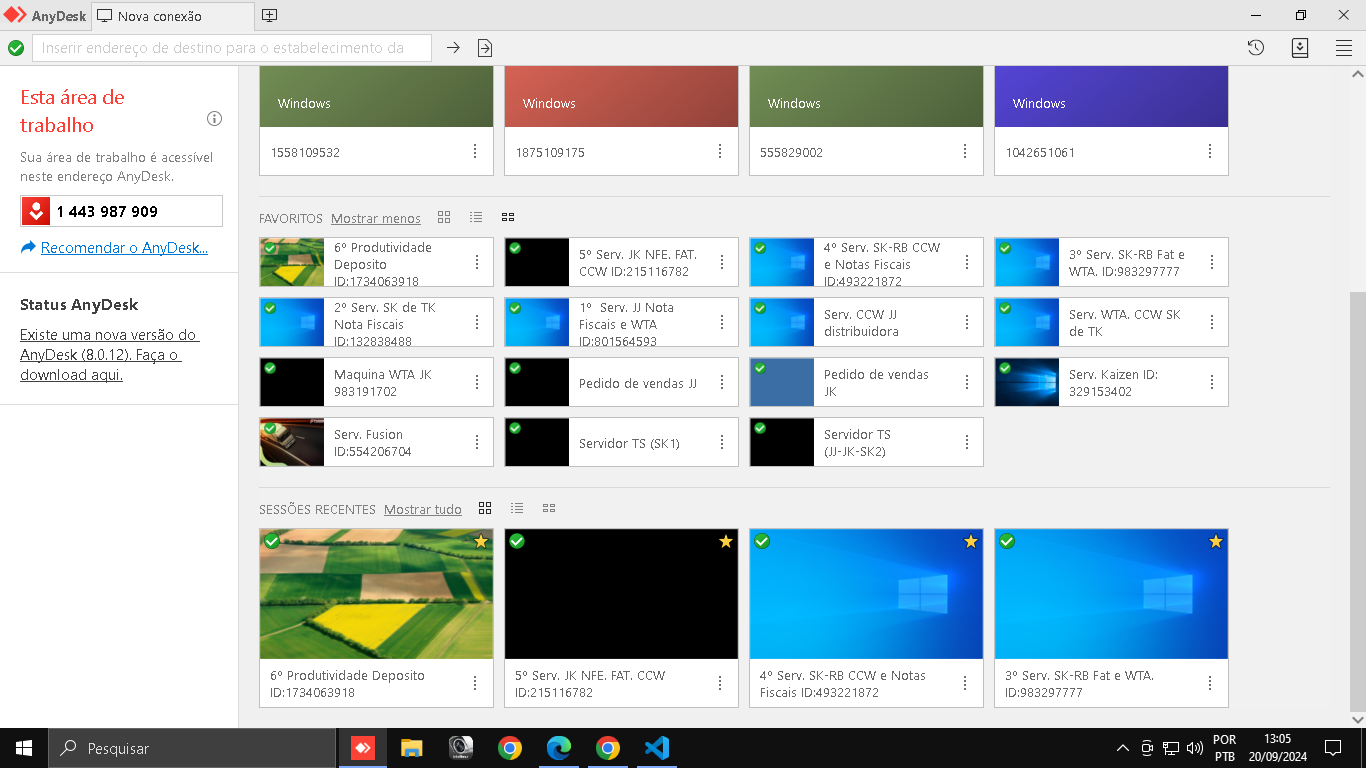 AnyDesk
Nova conexão
Inserir endereço de destino para o estabelecimento da
Esta área de
trabalho
Sua área de trabalho é acessível
neste endereço AnyDesk.
1 443 987 909
Recomendar o AnyDesk...
Status AnyDesk
Existe uma nova versão do
AnyDesk (8.0.12). Faça o
download aqui.
Windows
1558109532
Windows
1875109175
Windows
555829002
Windows
1042651061
FAVORITOS Mostrar menos
6º Produtividade
Deposito
ID:1734063918
5º Serv. JK NFE. FAT.
CCW ID:215116782
4º Serv. SK-RB CCW
e Notas Fiscais
ID:493221872
3º Serv. SK-RB Fat e
WTA. ID:983297777
2º Serv. SK de TK
Nota Fiscais
ID:132838488
1º Serv. JJ Nota
Fiscais e WTA
ID:801564593
Serv. CCW JJ
distribuidora
Serv. WTA. CCW SK
de TK
Maquina WTA JK
983191702
Pedido de vendas JJ
Pedido de vendas
JK
Serv. Kaizen ID:
329153402
Serv. Fusion
ID:554206704
Servidor TS (SK1)
Servidor TS
(JJ-JK-SK2)
SESSÕES RECENTES Mostrar tudo
6º Produtividade Deposito
ID:1734063918
5º Serv. JK NFE. FAT. CCW
ID:215116782
4º Serv. SK-RB CCW e Notas
Fiscais ID:493221872
3º Serv. SK-RB Fat e WTA.
ID:983297777
Pesquisar
POR
PTB
13:05
20/09/2024